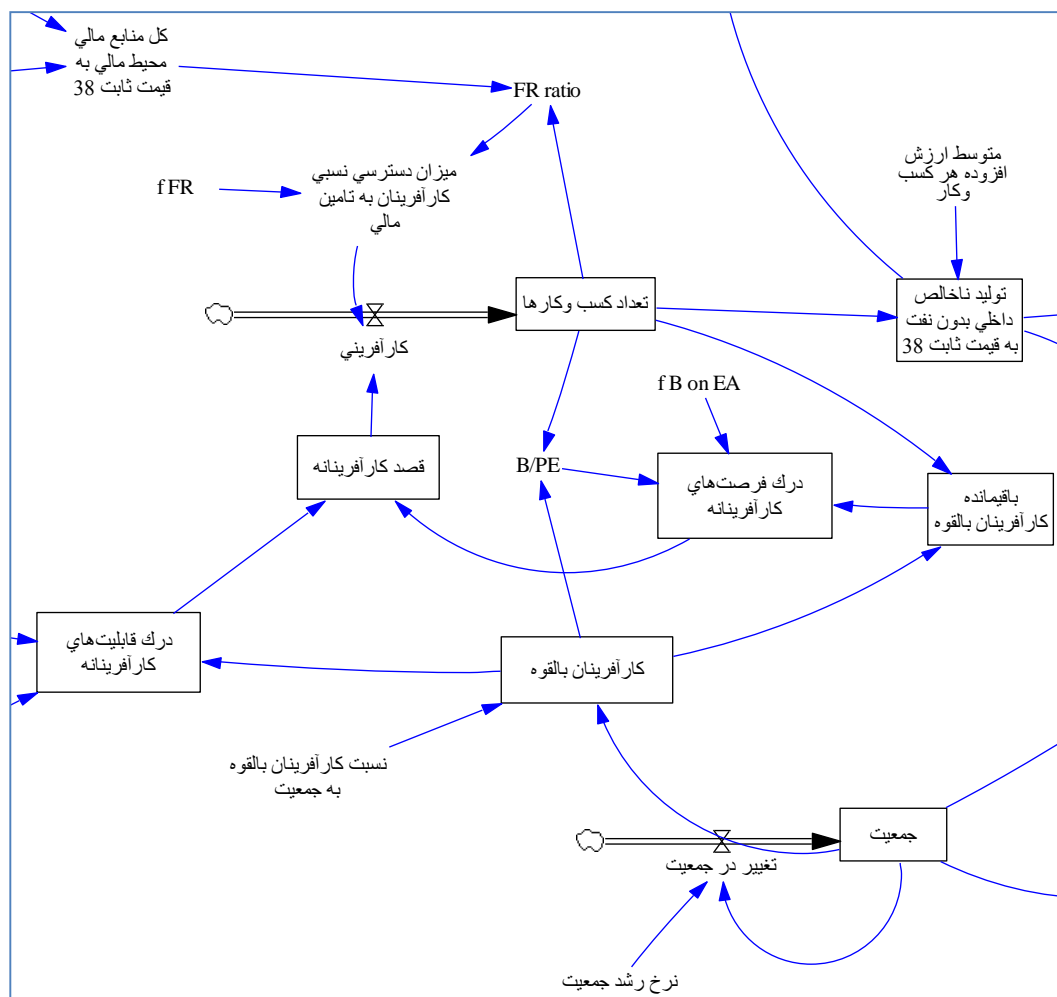 كل منابع مالي
محيط مالي به
قيمت ثابت 38
FR ratio
متوسط ارزش
افزوده هر كسب
وكار
f FR
ميزان دسترسي نسبي
كارآفرينان به تامين
مالي
تعداد كسب وكار ها
توليد ناخالص
داخلي بدون نفت
به قيمت ثابت 38
كارآفريني
f B on EA
قصد كارآفرينانه
B/PE
درك فرصت‌هاي
كارآفرينانه
باقيمانده
كارآفرينان بالقوه
درك قابليت‌هاي
كارآفرينانه
كارآفرينان بالقوه
نسبت كارآفرينان بالقوه
به جمعيت
جمعيت
تغيير در جمعيت
نرخ رشد جمعيت